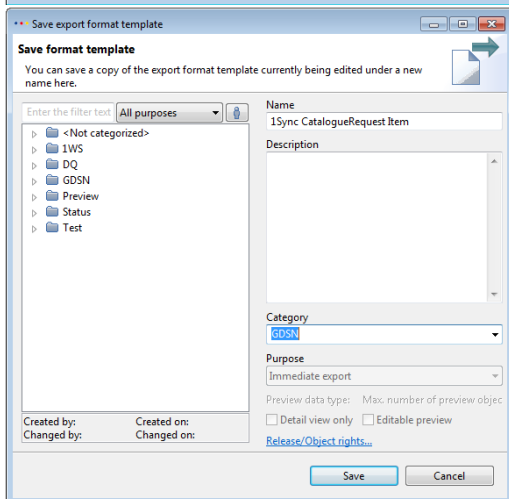 Save export format template
Save format template
You can save a copy of the export format template currently being edited under a new
name here.
Enter the filter text
All purposes
<Not categorized>
1WS
DQ
GDSN
Preview
Status
Test
Created by:
Created on:
Changed by:
Changed on:
Name
1Sync CatalogueRequest Item
Description
Category
GDSN
Purpose
Immediate export
Preview data type:
Max. number of preview objec
Detail view only
Editable preview
Release/Object rights...
Save
Cancel